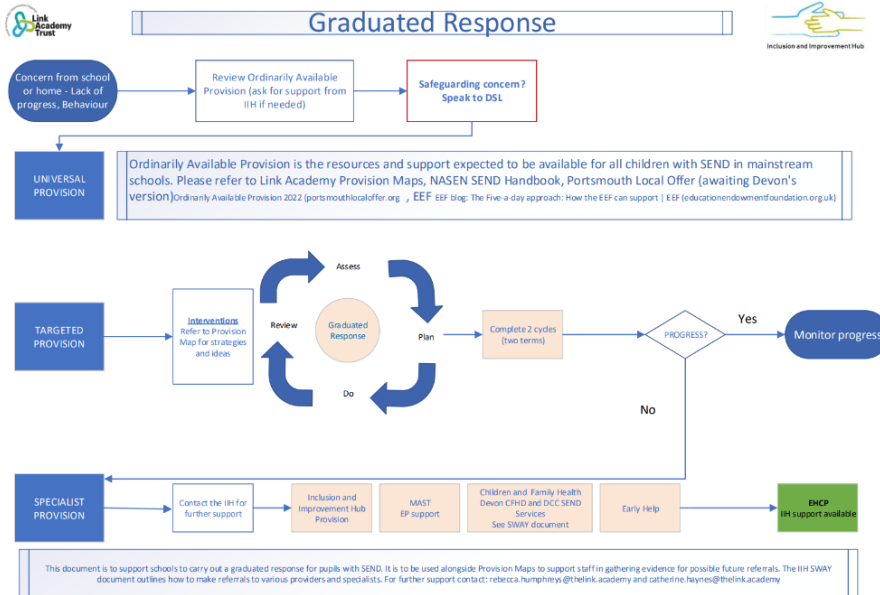 Link
Academy
Trust
Graduated Response
Inclusion and Improvement Hub
Concern from school
or home - Lack of
progress, Behaviour
Review Ordinarily Available
Provision (ask for support from
IIH if needed)
Safeguarding concern?
Speak to DSL
UNIVERSAL
PROVISION
Ordinarily Available Provision is the resources and support expected to be available for all children with SEND in mainstream
schools. Please refer to Link Academy Provision Maps, NASEN SEND Handbook, Portsmouth Local Offer (awaiting Devon's
version)Ordinarily Available Provision 2022 (portsmouthlocaloffer.org , EEF EEF blog: The Five-a-day approach: How the EEF can support | EEF (educationendowmentfoundation.org.uk)
TARGETED
PROVISION
Interventions
Refer to Provision
Map for strategies
and ideas
Assess
Review
Graduated
Response
Plan
Do
Complete 2 cycles
(two terms)
PROGRESS?
Yes
Monitor progress
No
SPECIALIST
PROVISION
Contact the IIH for
further support
Inclusion and
Improvement Hub
Provision
MAST
EP support
Children and Family Health
Devon CFHD and DCC SEND
Services
See SWAY document
Early Help
EHCP
IIH support available
This document is to support schools to carry out a graduated response for pupils with SEND. It is to be used alongside Provision Maps to support staff in gathering evidence for possible future referrals. The IIH SWAY
document outlines how to make referrals to various providers and specialists. For further support contact: rebecca.humphreys@thelink.academy and catherine.haynes@thelink.academy